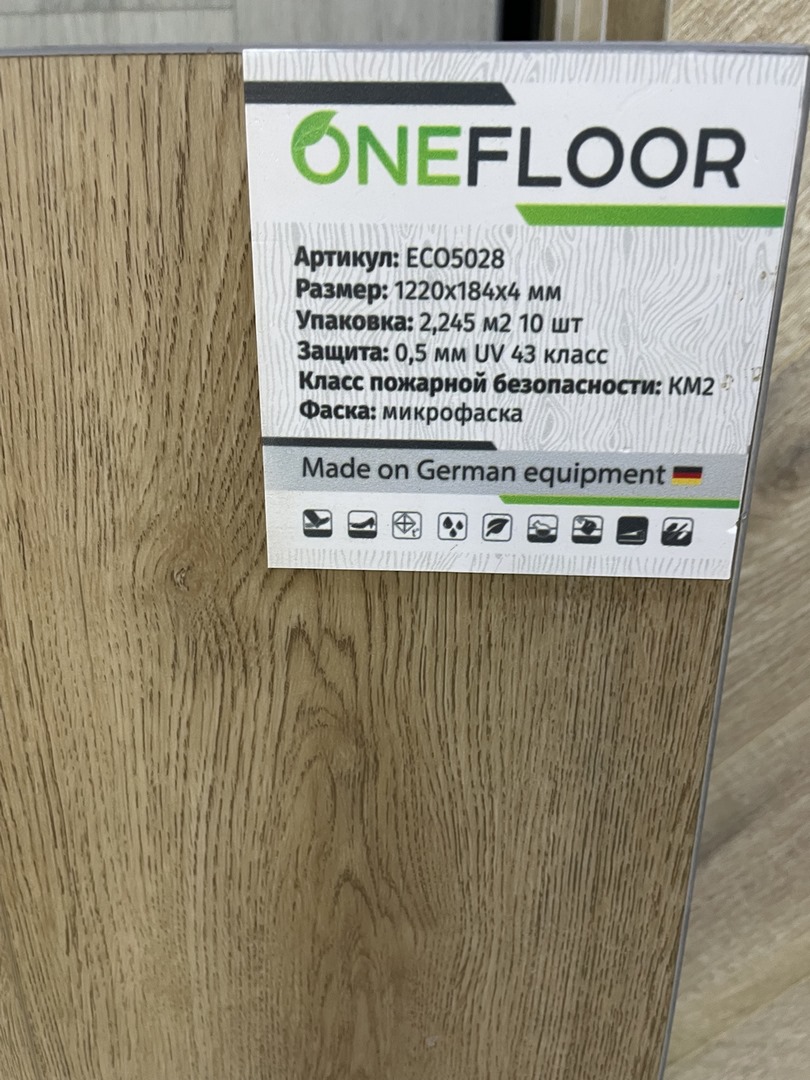 ONEFLOOR
Артикул: ECO5028
Размер: 1220x184x4 мм
Упаковка: 2,245 м2 10 шт
Защита: 0,5 мм UV 43 класс
Класс пожарной безопасности: КМ2
Фаска: микрофаска
Made on German equipment